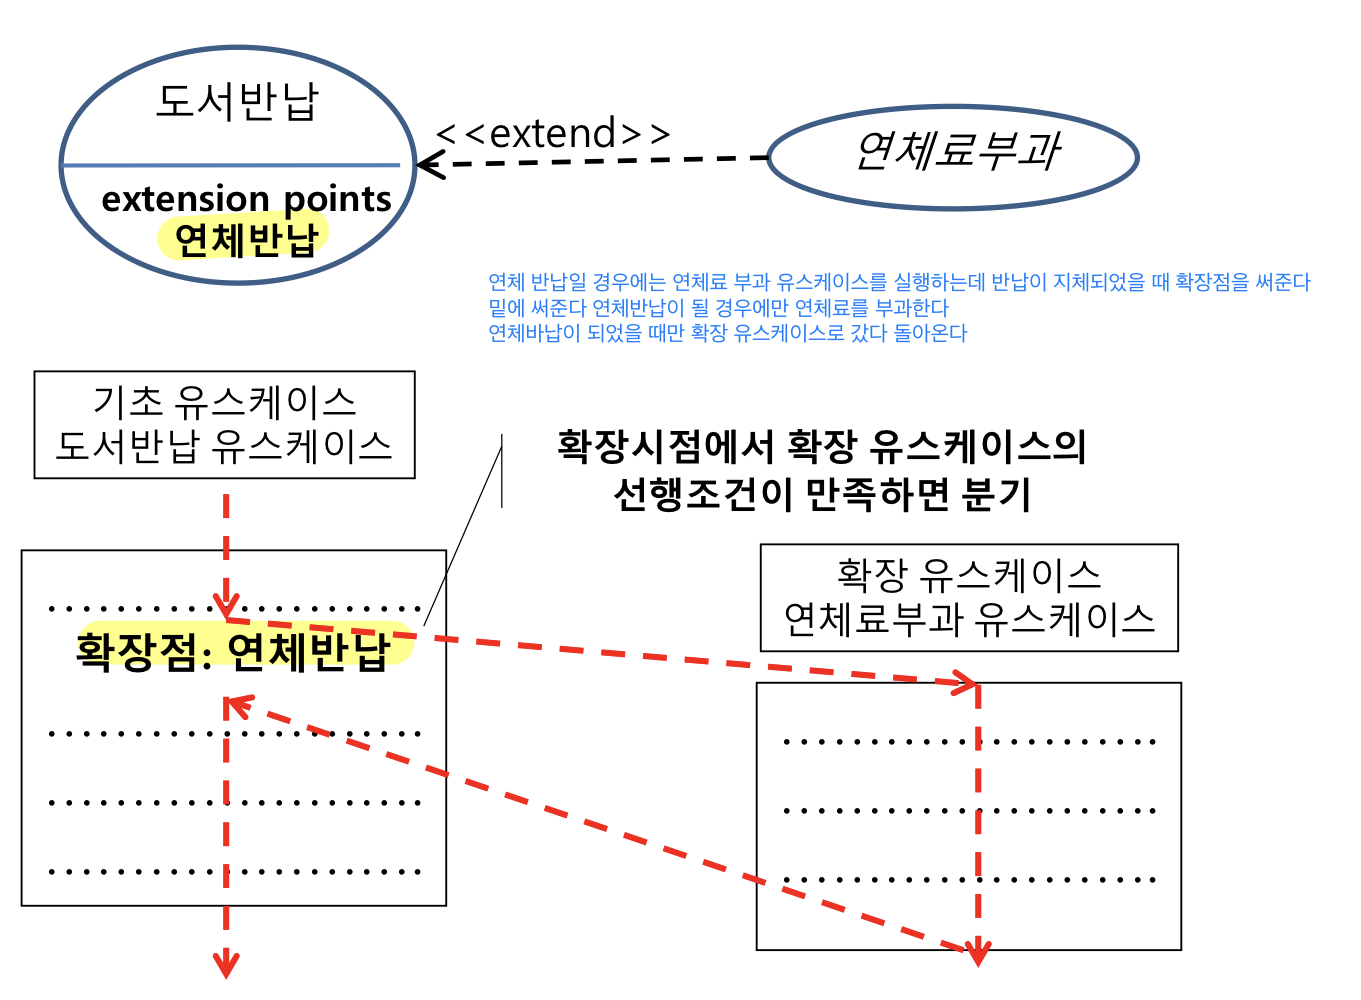 도서반납
extension points
연체반납
<<extend>>
연체료부과
연체 반납일 경우에는 연체료 부과 유스케이스를 실행하는데 반납이 지체되었을 때 확장점을 써준다
밑에 써준다 연체반납이 될 경우에만 연체료를 부과한다
연체바납이 되었을 때만 확장 유스케이스로 갔다 돌아온다
기초 유스케이스
도서반납 유스케이스
확장시점에서 확장 유스케이스의
선행조건이 만족하면 분기
확장점: 연체반납
확장 유스케이스
연체료부과 유스케이스